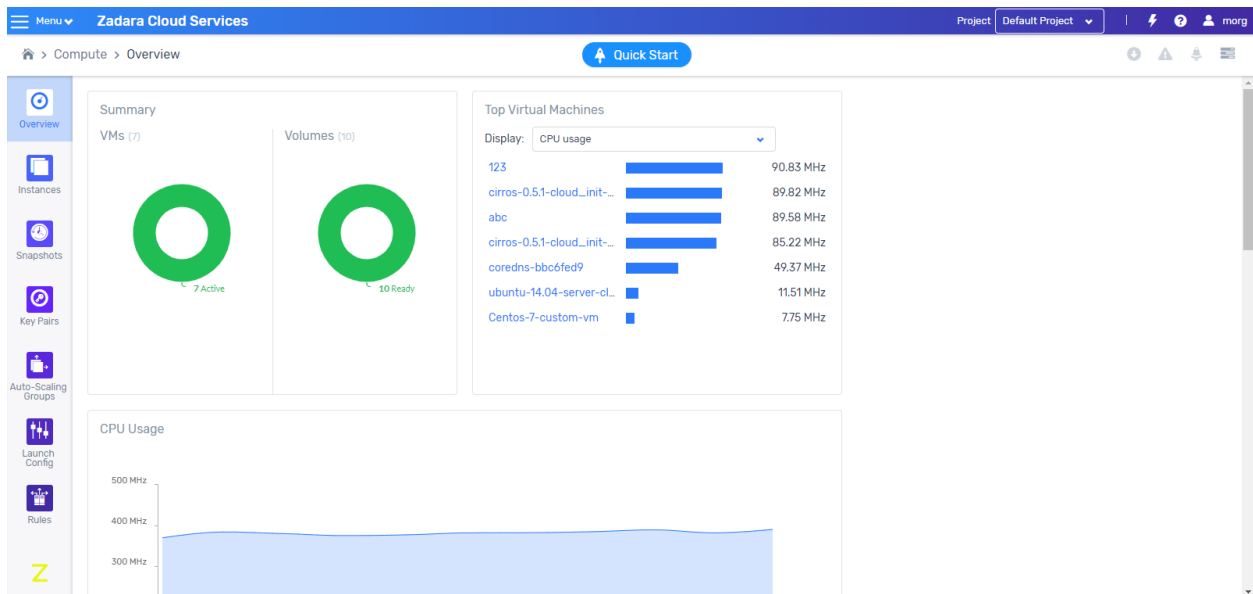 Menu
Zadara Cloud Services
Project
Default Project
morg
> Compute > Overview
Quick Start
Overview
Instances
Snapshots
Key Pairs
Auto-Scaling
Groups
Launch
Config
Rules
Z
Summary
VMs (7)
Volumes (10)
7 Active
10 Ready
Top Virtual Machines
Display: CPU usage
123 90.83 MHz
cirros-0.5.1-cloud_init-... 89.82 MHz
abc 89.58 MHz
cirros-0.5.1-cloud_init-... 85.22 MHz
coredns-bbc6fed9 49.37 MHz
ubuntu-14.04-server-cl... 11.51 MHz
Centos-7-custom-vm 7.75 MHz
CPU Usage
500 MHz
400 MHz
300 MHz